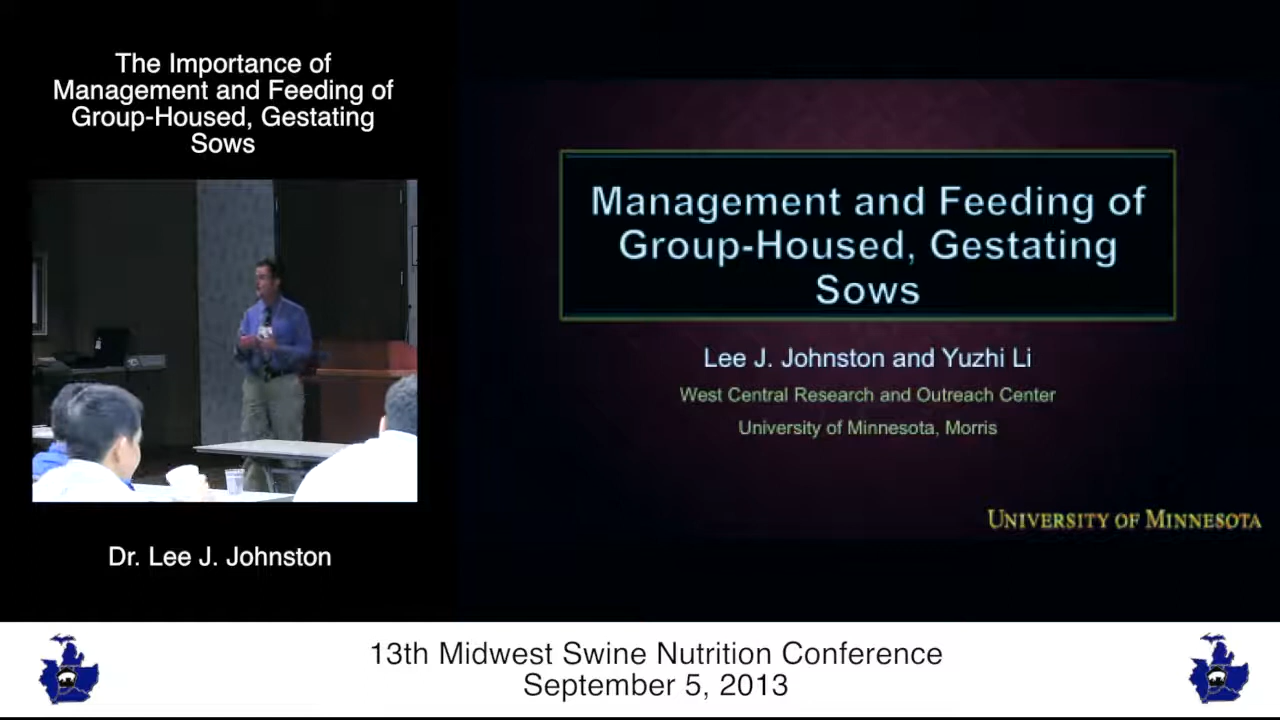 The Importance of
Management and Feeding of
Group-Housed, Gestating
Sows
Dr. Lee J. Johnston
Management and Feeding of
Group-Housed, Gestating
Sows
Lee J. Johnston and Yuzhi Li
West Central Research and Outreach Center
University of Minnesota, Morris
UNIVERSITY OF MINNESOTA
13th Midwest Swine Nutrition Conference
September 5, 2013